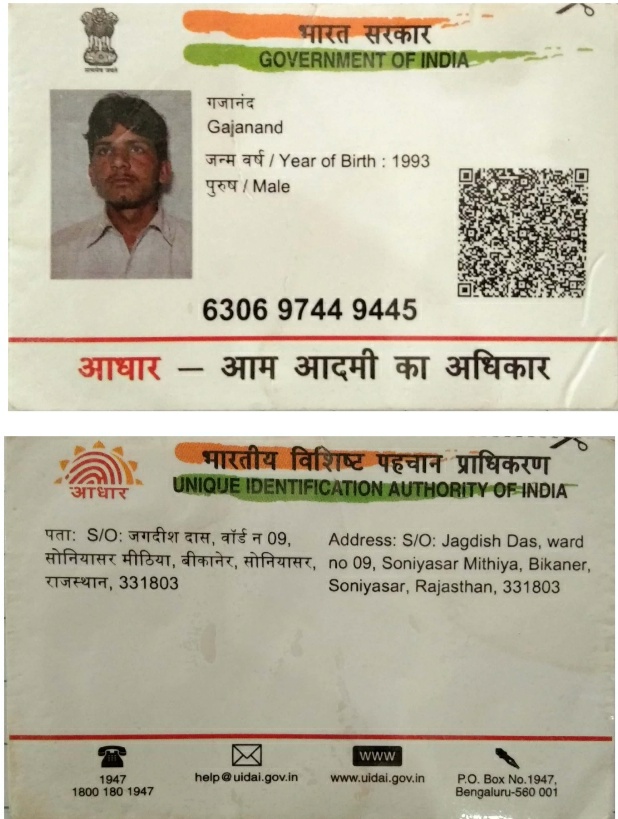 भारत सरकार
GOVERNMENT OF INDIA
गजानंद
Gajanand
जन्म वर्ष / Year of Birth : 1993
पुरुष / Male
6306 9744 9445
आधार — आम आदमी का अधिकार
भारतीय विशिष्ट पहचान प्राधिकरण
UNIQUE IDENTIFICATION AUTHORITY OF INDIA
आधार
पता: S/O: जगदीश दास, वॉर्ड न 09,
सोनियासर मीठिया, बीकानेर, सोनियासर,
राजस्थान, 331803
Address: S/O: Jagdish Das, ward
no 09, Soniyasar Mithiya, Bikaner,
Soniyasar, Rajasthan, 331803
1947
1800 180 1947
help@uidai.gov.in
www
www.uidai.gov.in
P.O. Box No.1947,
Bengaluru-560 001